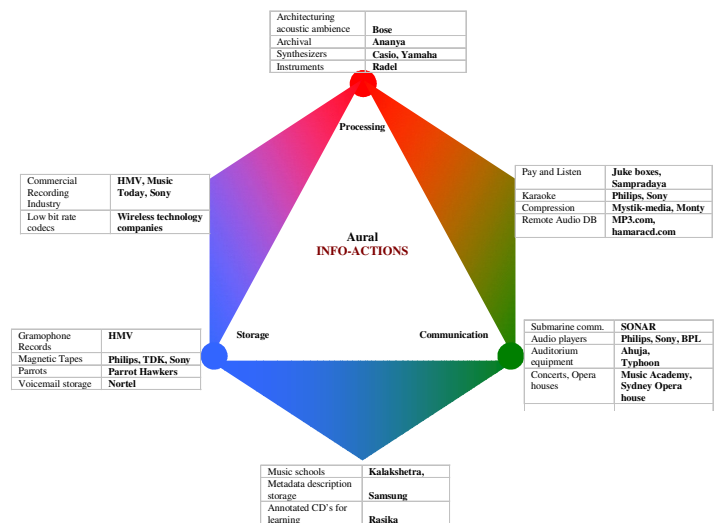 Architecturing
acoustic ambience Bose
Archival Ananya
Synthesizers Casio, Yamaha
Instruments Radel
Processing
Commercial HMV, Music
Recording Today, Sony
Industry
Low bit rate Wireless technology
codecs companies
Pay and Listen Juke boxes,
Sampradaya
Karaoke Philips, Sony
Compression Mystik-media, Monty
Remote Audio DB MP3.com,
hamaracd.com
Aural
INFO-ACTIONS
Storage Communication
Gramophone HMV
Records
Magnetic Tapes Philips, TDK, Sony
Parrots Parrot Hawkers
Voicemail storage Nortel
Submarine comm. SONAR
Audio players Philips, Sony, BPL
Auditorium Ahuja,
equipment Typhoon
Concerts, Opera Music Academy,
houses Sydney Opera
house
Music schools Kalakshetra,
Metadata description
storage Samsung
Annotated CD's for
learning Rasika